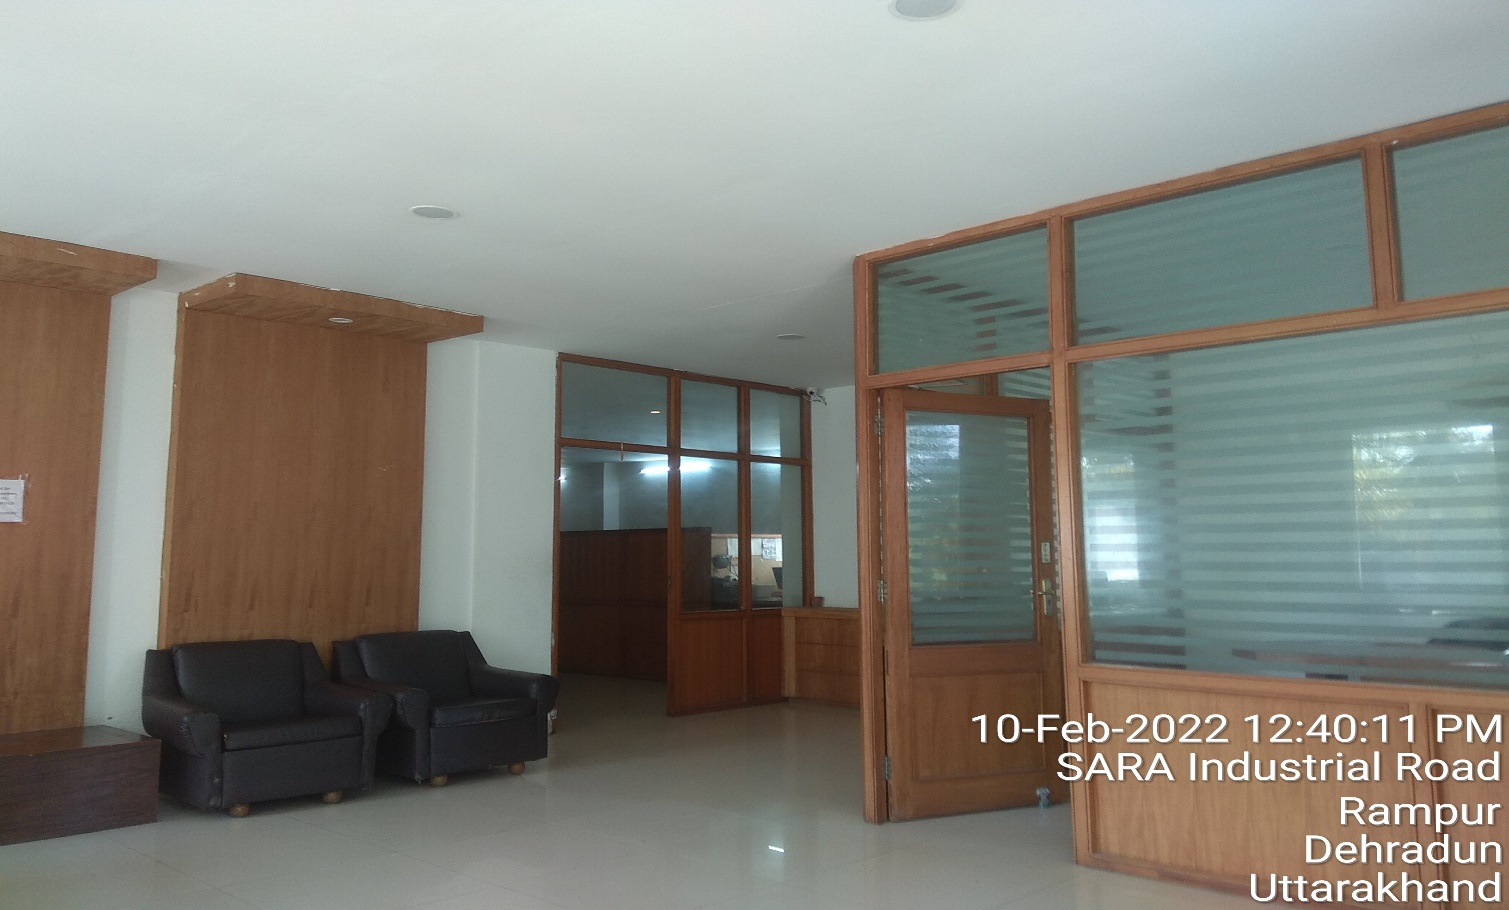 10-Feb-2022 12:40:11 PM
SARA Industrial Road
Rampur
Dehradun
Uttarakhand